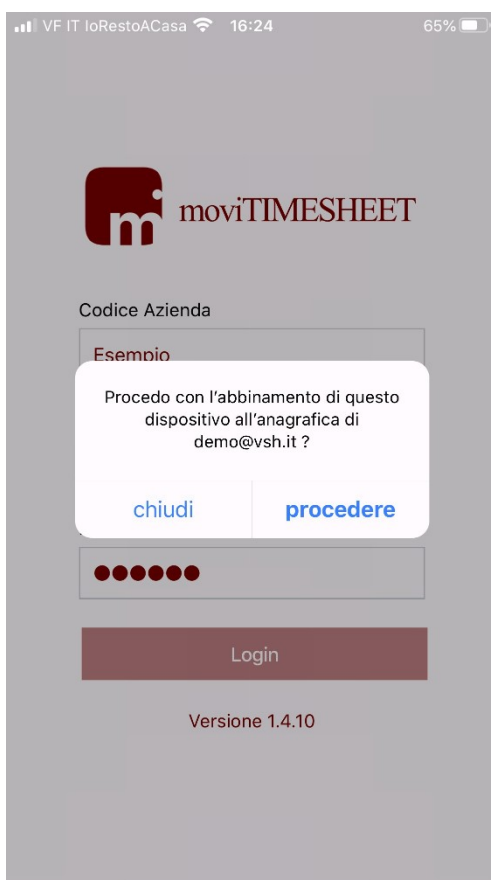 VF IT IoRestoACasa 16:24 65%
m moviTIMESHEET
Codice Azienda
Esempio
Procedo con l'abbinamento di questo
dispositivo all'anagrafica di
demo@vsh.it ?
chiudi procedere
Login
Versione 1.4.10